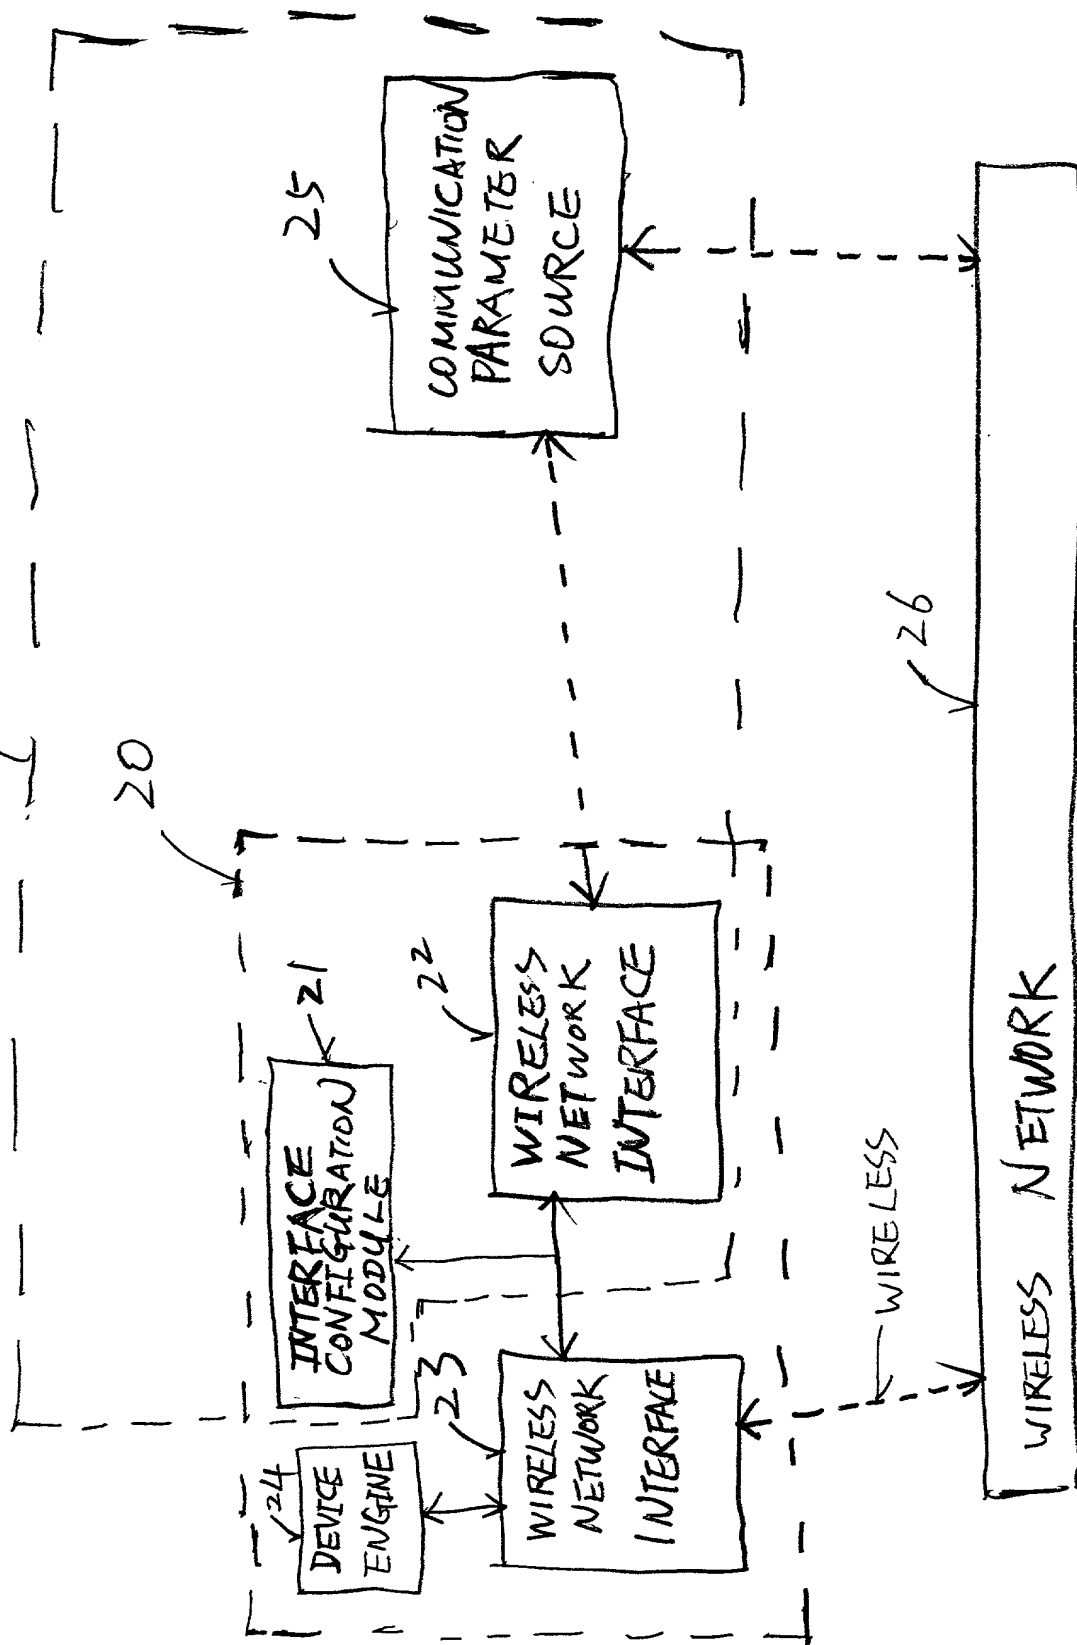 20
24
DEVICE
ENGINE
INTERFACE
CONFIGURATION
MODULE
21
23
WIRELESS
NETWORK
INTERFACE
22
WIRELESS
NETWORK
INTERFACE
25
COMMUNICATION
PARAMETER
SOURCE
WIRELESS
26
WIRELESS NETWORK